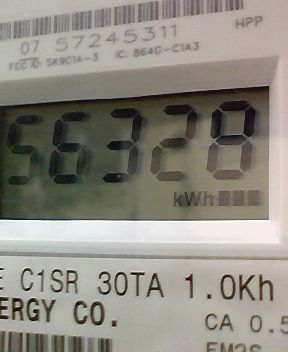 HPP
07 57245311
FCC ID: SK9C1A-3 IC: 864G-C1A3
56328
kWh
E C1SR 30TA 1.0Kh
ERGY CO.
CA 0.5
FM2S